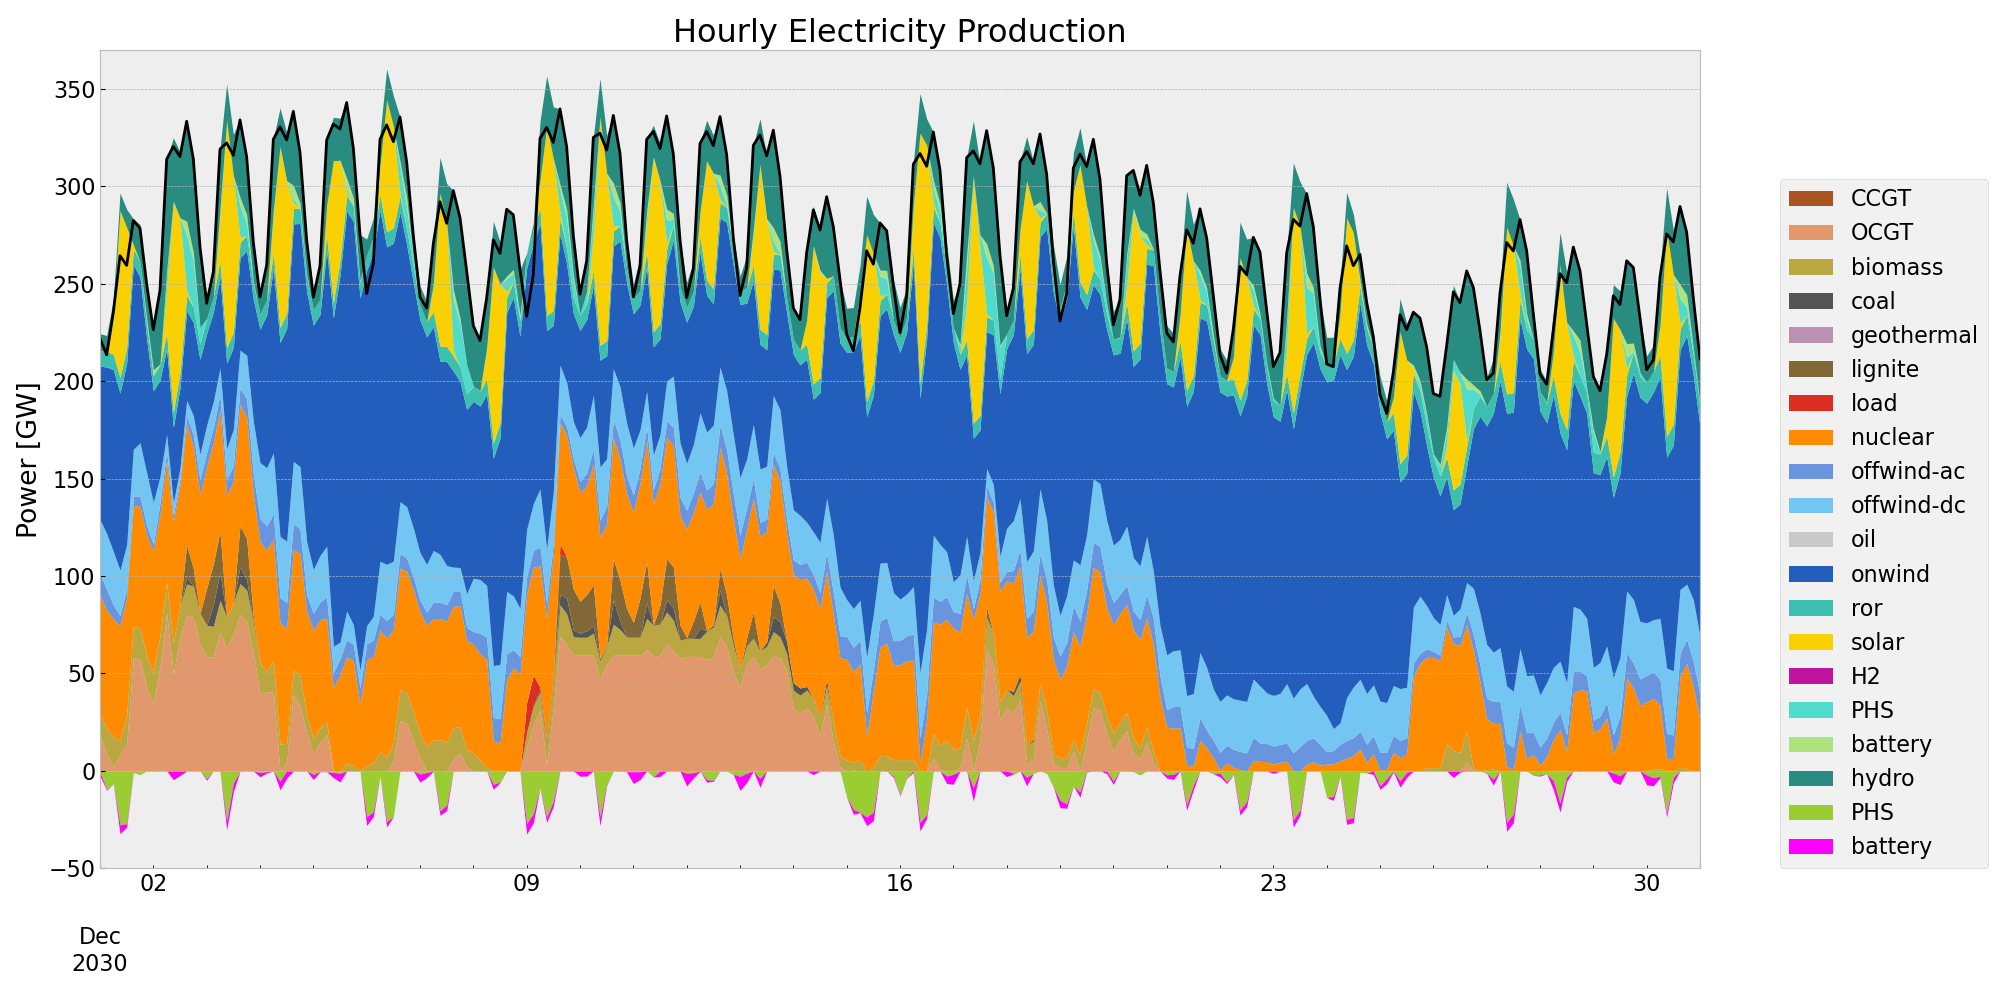 Hourly Electricity Production
Power [GW]
350
300
250
200
150
100
50
0
−50
02
09
16
23
30
Dec
2030
CCGT
OCGT
biomass
coal
geothermal
lignite
load
nuclear
offwind-ac
offwind-dc
oil
onwind
ror
solar
H2
PHS
battery
hydro
PHS
battery